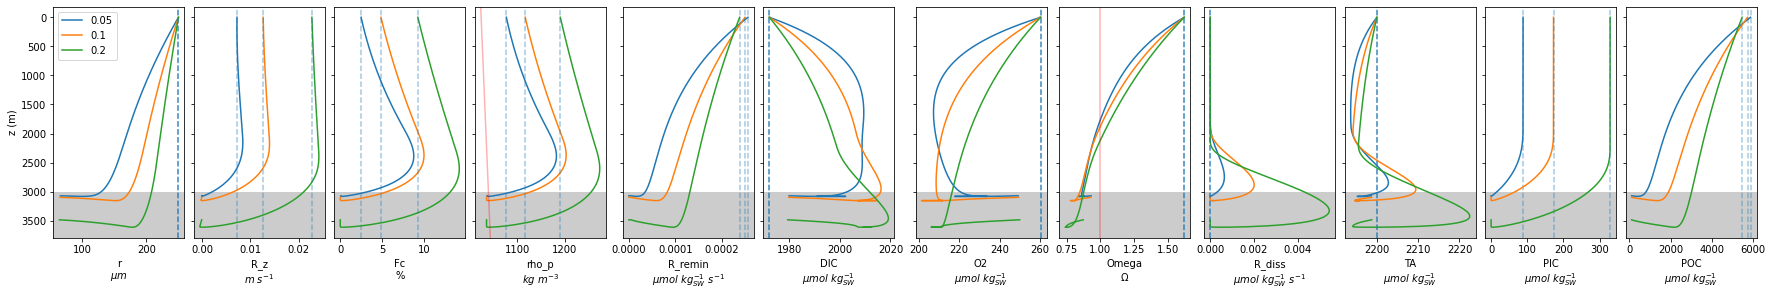 0.05
0.1
0.2
z (m)
0
500
1000
1500
2000
2500
3000
3500
100 200
r
μm
0.00 0.01 0.02
R_z
m s⁻¹
0 5 10
Fc
%
1100 1200
rho_p
kg m⁻³
0.0000 0.0001 0.0002
R_remin
μmol kg⁻¹SW s⁻¹
1980 2000 2020
DIC
μmol kg⁻¹SW
200 220 240 260
O2
μmol kg⁻¹SW
0.75 1.00 1.25 1.50
Omega
Ω
0.000 0.002 0.004
R_diss
μmol kg⁻¹SW s⁻¹
2200 2210 2220
TA
μmol kg⁻¹SW
0 100 200 300
PIC
μmol kg⁻¹SW
0 2000 4000 6000
POC
μmol kg⁻¹SW